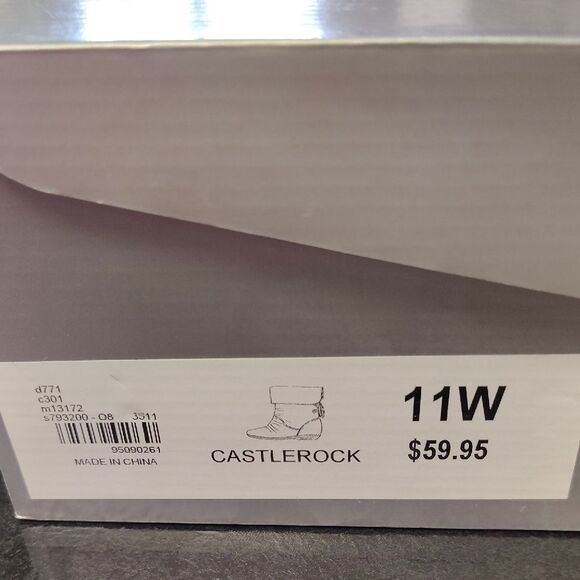 d771
c301
m13172
s793200 - O8 3511
95090261
MADE IN CHINA
CASTLEROCK
11W
$59.95